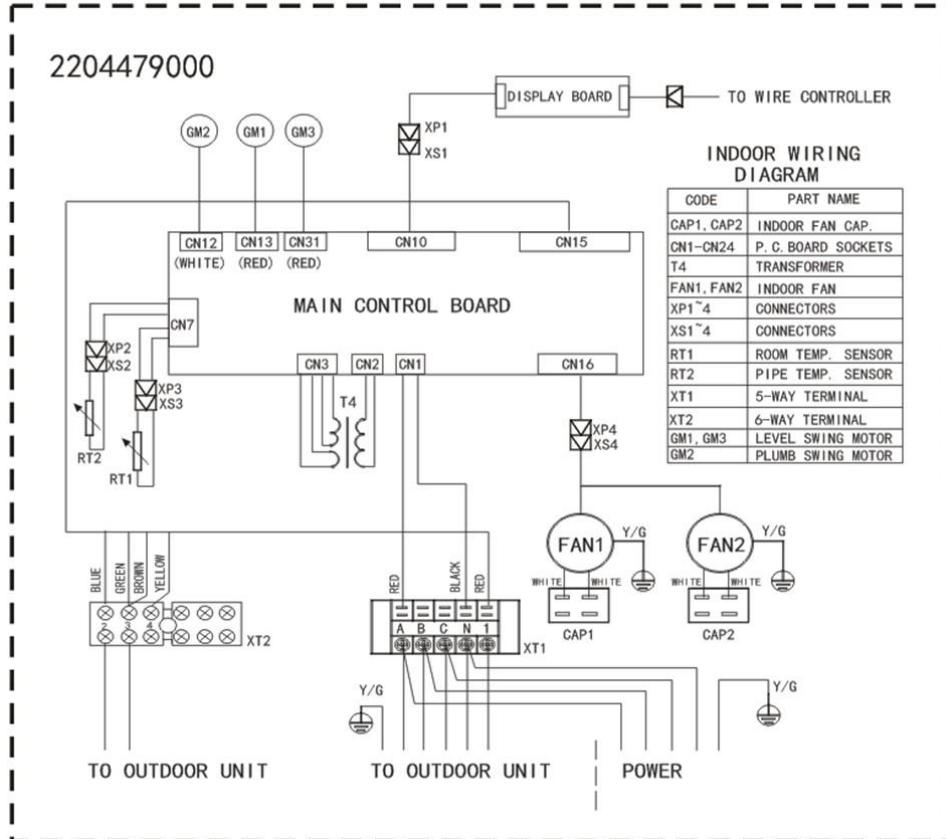 2204479000
DISPLAY BOARD
TO WIRE CONTROLLER
GM2 GM1 GM3
XP1
XS1
INDOOR WIRING
DIAGRAM
CODE PART NAME
CAP1, CAP2 INDOOR FAN CAP.
CN1-CN24 P.C.BOARD SOCKETS
T4 TRANSFORMER
FAN1, FAN2 INDOOR FAN
XP1~4 CONNECTORS
XS1~4 CONNECTORS
RT1 ROOM TEMP. SENSOR
RT2 PIPE TEMP. SENSOR
XT1 5-WAY TERMINAL
XT2 6-WAY TERMINAL
GM1, GM3 LEVEL SWING MOTOR
GM2 PLUMB SWING MOTOR
CN12 CN13 CN31 CN10 CN15
(WHITE) (RED) (RED)
MAIN CONTROL BOARD
CN7
CN3 CN2 CN1 CN16
XP2
XS2
XP3
XS3
T4
XP4
XS4
RT2
RT1
FAN1 Y/G FAN2 Y/G
BLUE GREEN BROWN YELLOW
RED BLACK RED
WHITE WHITE WHITE WHITE
CAP1 CAP2
2 3 4
XT2
A B C N 1
XT1
Y/G
Y/G
TO OUTDOOR UNIT TO OUTDOOR UNIT POWER